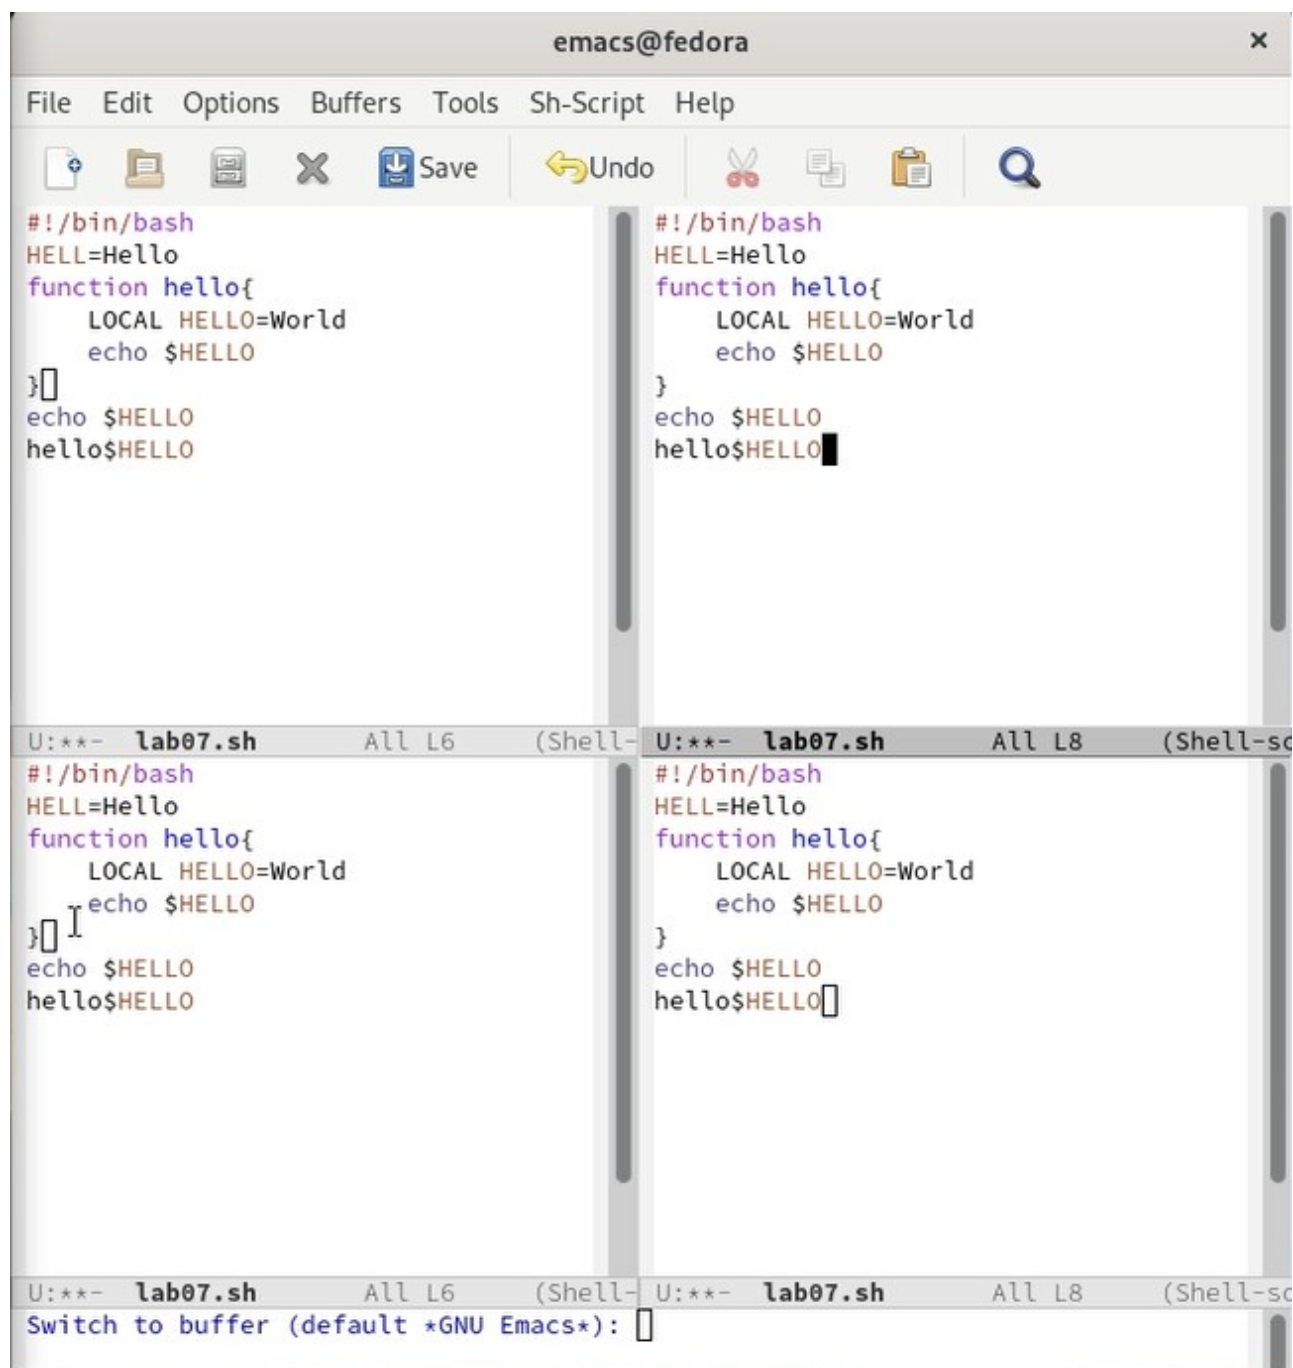 emacs@fedora
File Edit Options Buffers Tools Sh-Script Help
Save Undo
#!/bin/bash
HELL=Hello
function hello{
    LOCAL HELLO=World
    echo $HELLO
}
echo $HELLO
hello$HELLO
U:**-  lab07.sh       All L6     (Shell-
#!/bin/bash
HELL=Hello
function hello{
    LOCAL HELLO=World
    echo $HELLO
}
echo $HELLO
hello$HELLO
U:**-  lab07.sh       All L8     (Shell-sc
#!/bin/bash
HELL=Hello
function hello{
    LOCAL HELLO=World
    echo $HELLO
}
echo $HELLO
hello$HELLO
U:**-  lab07.sh       All L6     (Shell-
#!/bin/bash
HELL=Hello
function hello{
    LOCAL HELLO=World
    echo $HELLO
}
echo $HELLO
hello$HELLO
U:**-  lab07.sh       All L8     (Shell-sc
Switch to buffer (default *GNU Emacs*):